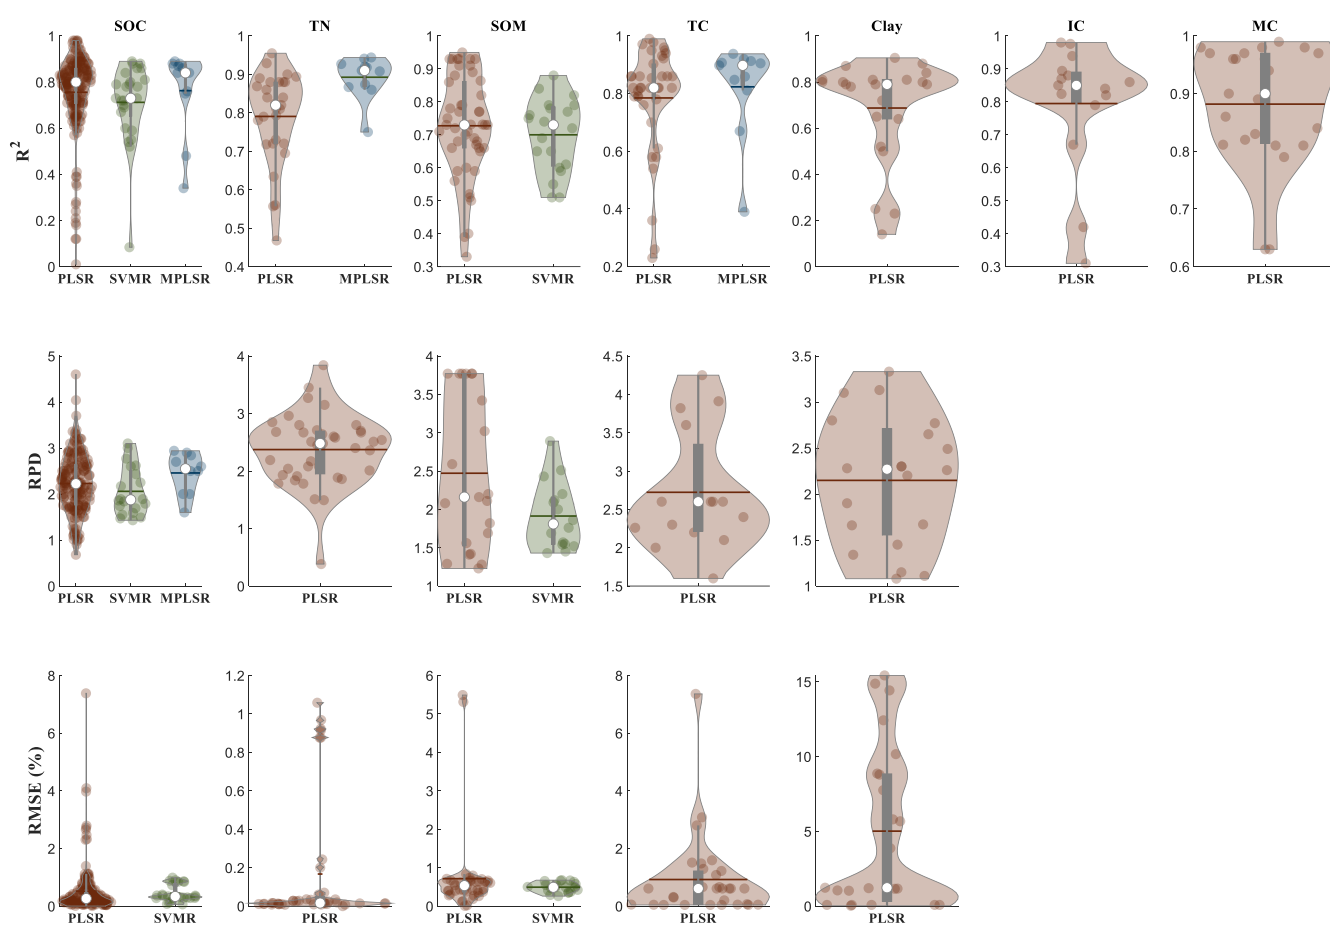 SOC TN SOM TC Clay IC MC
R²
1 0.8 0.6 0.4 0.2 0
PLSR SVMR MPLSR
1 0.9 0.8 0.7 0.6 0.5 0.4
PLSR MPLSR
1 0.9 0.8 0.7 0.6 0.5 0.4 0.3
PLSR SVMR
1 0.8 0.6 0.4 0.2
PLSR MPLSR
1 0.8 0.6 0.4 0.2 0
PLSR
1 0.9 0.8 0.7 0.6 0.5 0.4 0.3
PLSR
1 0.9 0.8 0.7 0.6
PLSR
RPD
5 4 3 2 1 0
PLSR SVMR MPLSR
4 3 2 1 0
PLSR
4 3.5 3 2.5 2 1.5 1
PLSR SVMR
4.5 4 3.5 3 2.5 2 1.5
PLSR
3.5 3 2.5 2 1.5 1
PLSR
RMSE (%)
8 6 4 2 0
PLSR SVMR
1.2 1 0.8 0.6 0.4 0.2 0
PLSR
6 5 4 3 2 1 0
PLSR SVMR
8 6 4 2 0
PLSR
15 10 5 0
PLSR